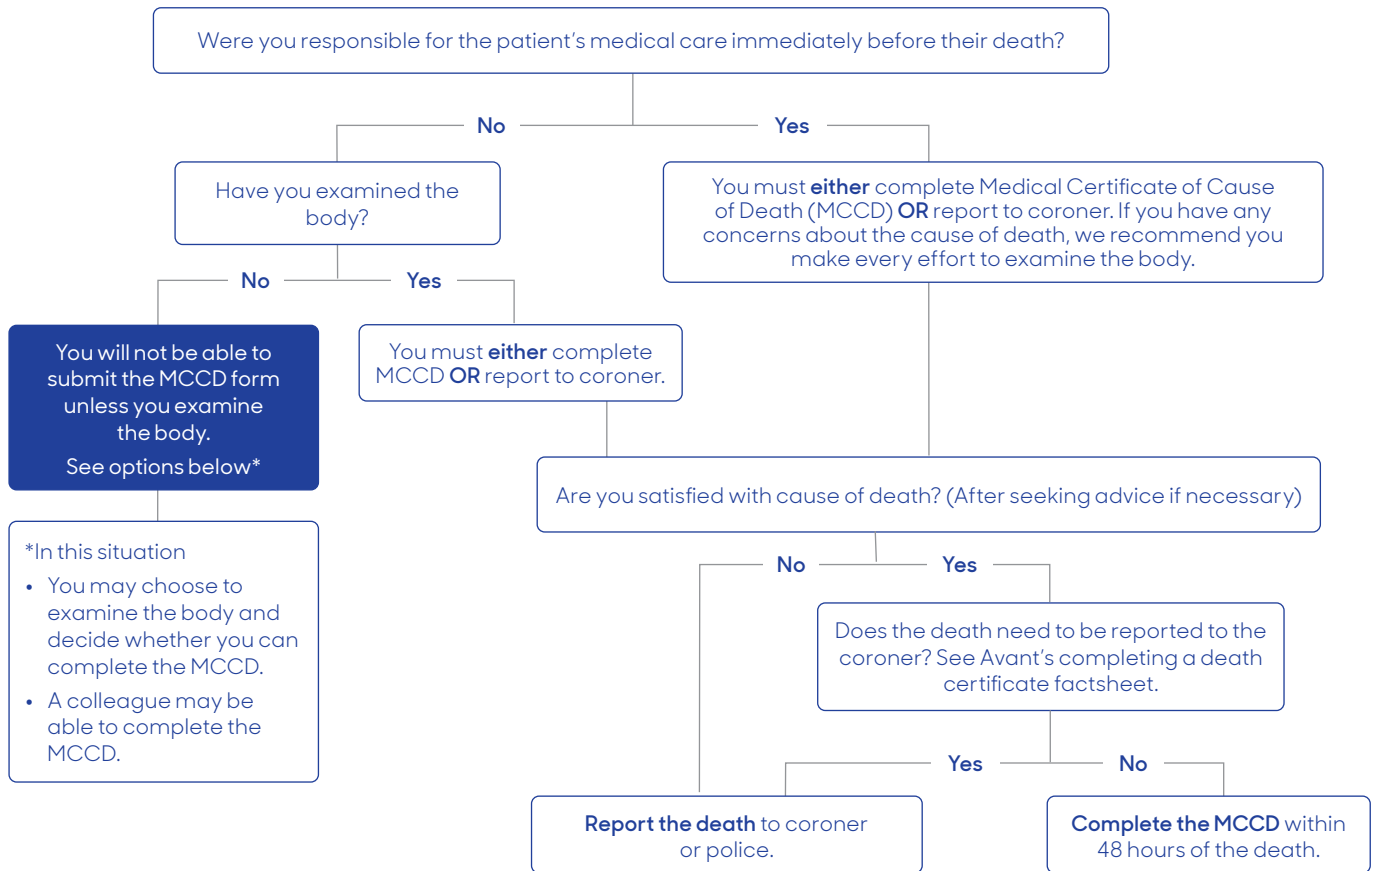 Were you responsible for the patient's medical care immediately before their death?
No
Yes
Have you examined the
body?
You must either complete Medical Certificate of Cause
of Death (MCCD) OR report to coroner. If you have any
concerns about the cause of death, we recommend you
make every effort to examine the body.
No
Yes
You will not be able to
submit the MCCD form
unless you examine
the body.
See options below*
You must either complete
MCCD OR report to coroner.
*In this situation
• You may choose to
examine the body and
decide whether you can
complete the MCCD.
• A colleague may be
able to complete the
MCCD.
Are you satisfied with cause of death? (After seeking advice if necessary)
No
Yes
Does the death need to be reported to the
coroner? See Avant's completing a death
certificate factsheet.
Yes
No
Report the death to coroner
or police.
Complete the MCCD within
48 hours of the death.